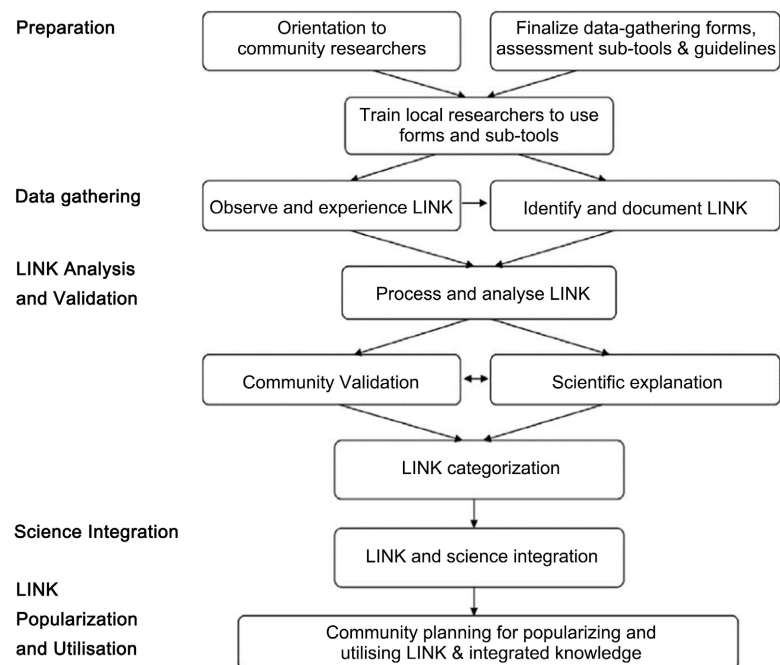 Preparation
Orientation to
community researchers
Finalize data-gathering forms,
assessment sub-tools & guidelines
Train local researchers to use
forms and sub-tools
Data gathering
Observe and experience LINK
Identify and document LINK
LINK Analysis
and Validation
Process and analyse LINK
Community Validation
Scientific explanation
LINK categorization
Science Integration
LINK and science integration
LINK
Popularization
and Utilisation
Community planning for popularizing and
utilising LINK & integrated knowledge